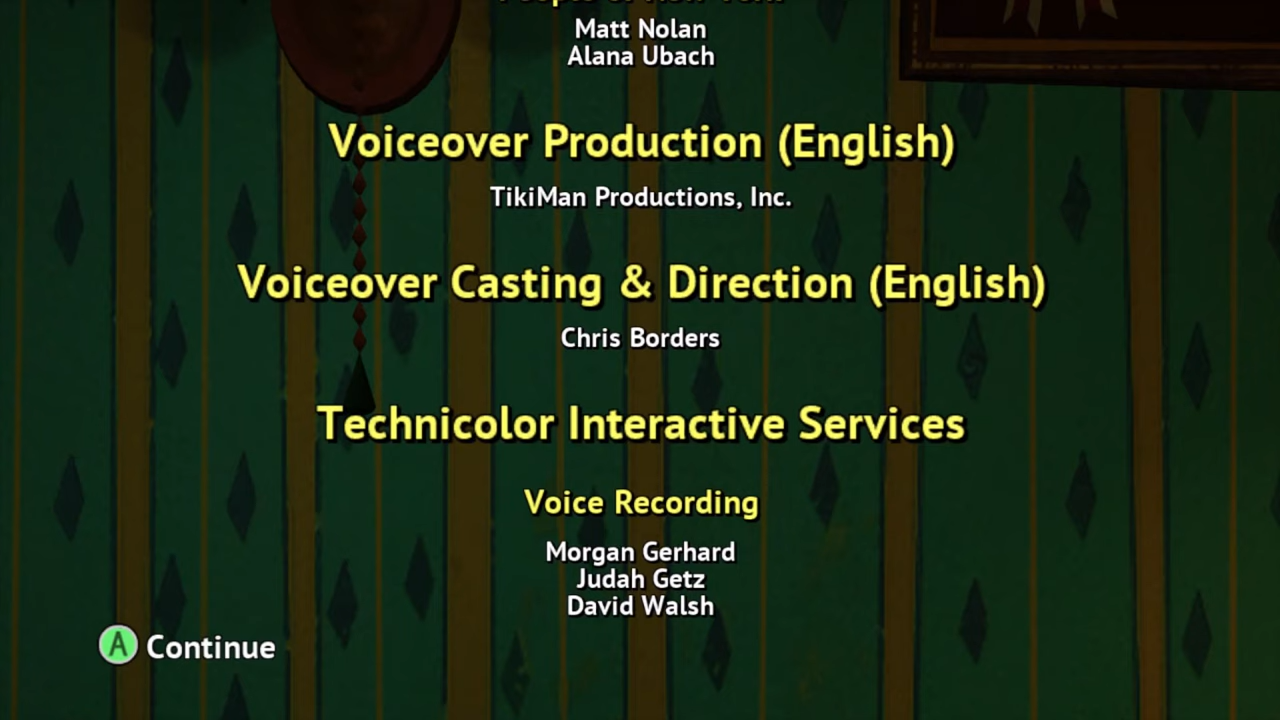 Matt Nolan
Alana Ubach
Voiceover Production (English)
TikiMan Productions, Inc.
Voiceover Casting & Direction (English)
Chris Borders
Technicolor Interactive Services
Voice Recording
Morgan Gerhard
Judah Getz
David Walsh
A Continue